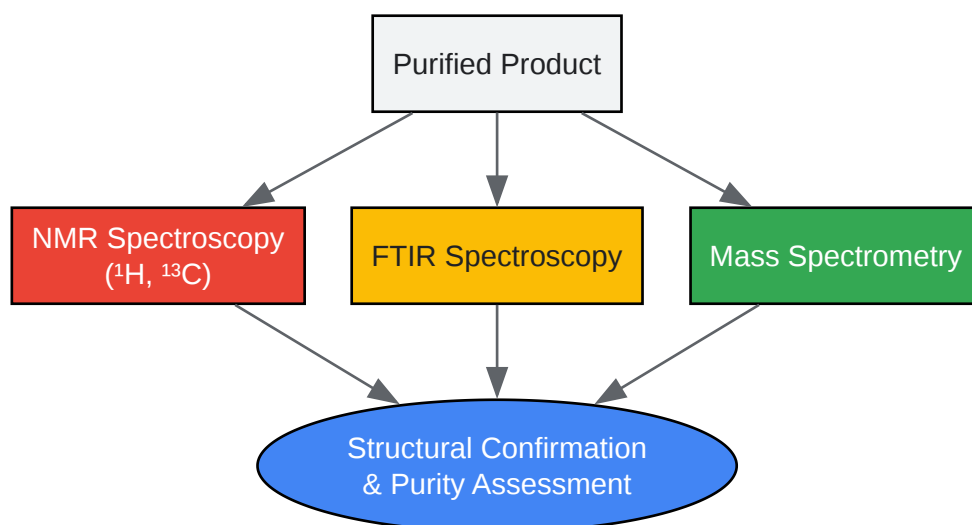 Purified Product
NMR Spectroscopy
(¹H, ¹³C)
FTIR Spectroscopy
Mass Spectrometry
Structural Confirmation
& Purity Assessment